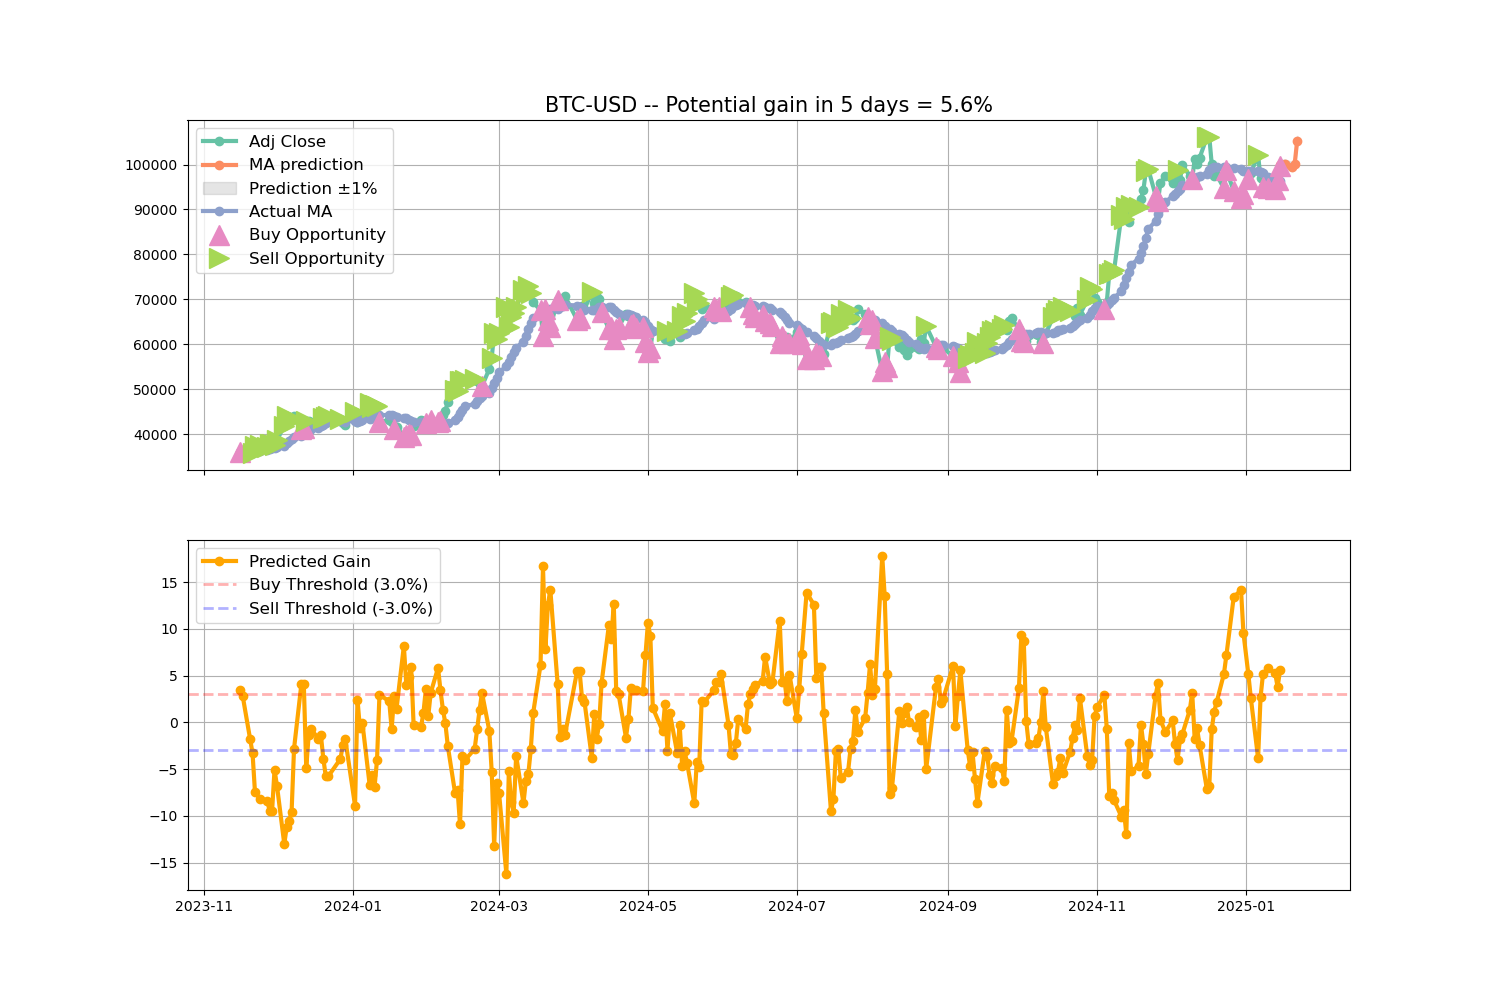 BTC-USD -- Potential gain in 5 days = 5.6%
Adj Close
MA prediction
Prediction ±1%
Actual MA
Buy Opportunity
Sell Opportunity
100000
90000
80000
70000
60000
50000
40000
Predicted Gain
Buy Threshold (3.0%)
Sell Threshold (-3.0%)
15
10
5
0
−5
−10
−15
2023-11 2024-01 2024-03 2024-05 2024-07 2024-09 2024-11 2025-01